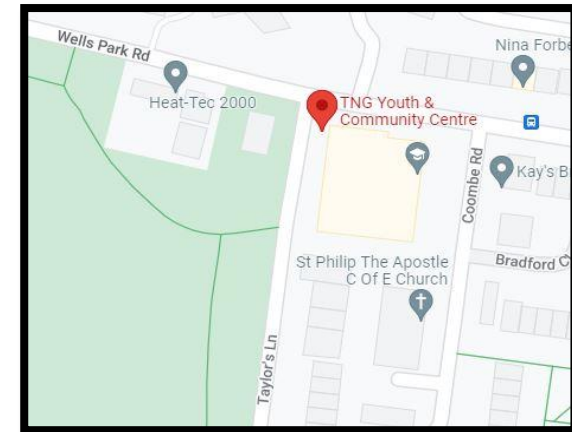 Wells Park Rd
Nina Forbe
Heat-Tec 2000
TNG Youth &
Community Centre
Coombe Rd
Kay's B
St Philip The Apostle
C Of E Church
Bradford C
Taylor's Ln